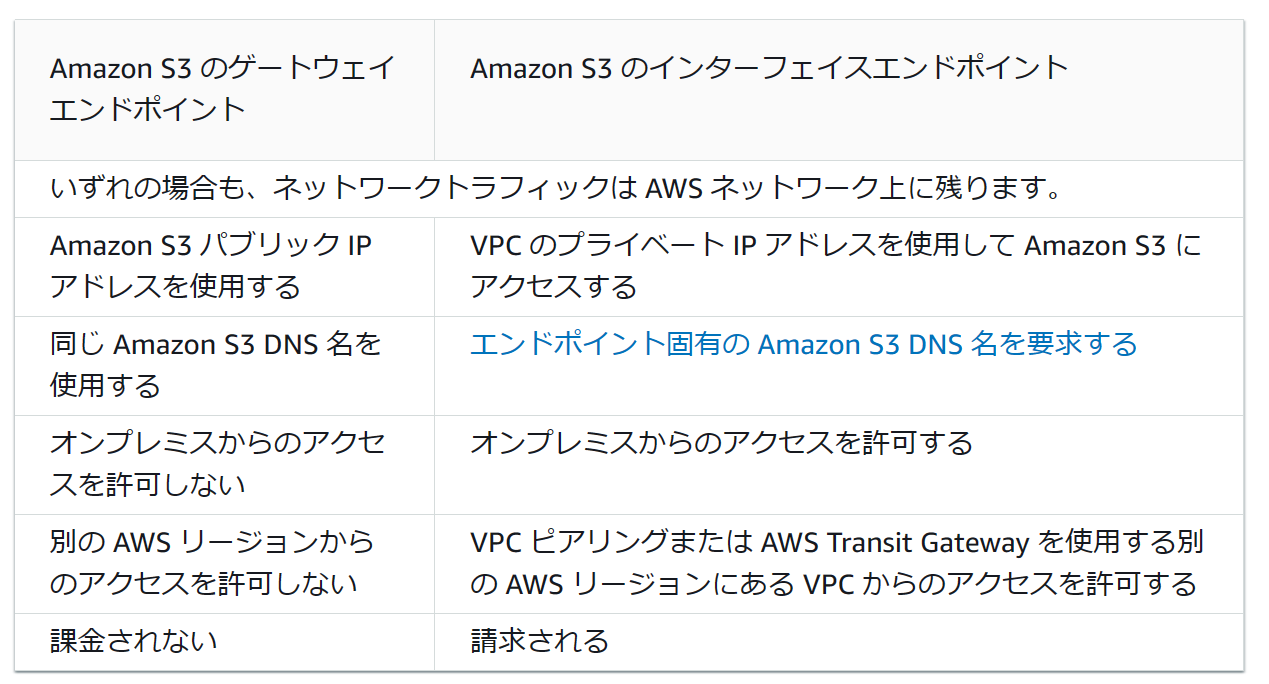 Amazon S3 のゲートウェイ
エンドポイント
Amazon S3 のインターフェイスエンドポイント
いずれの場合も、ネットワークトラフィックは AWS ネットワーク上に残ります。
Amazon S3 パブリック IP
アドレスを使用する
VPC のプライベート IP アドレスを使用して Amazon S3 に
アクセスする
同じ Amazon S3 DNS 名を
使用する
エンドポイント固有の Amazon S3 DNS 名を要求する
オンプレミスからのアクセ
スを許可しない
オンプレミスからのアクセスを許可する
別の AWS リージョンから
のアクセスを許可しない
VPC ピアリングまたは AWS Transit Gateway を使用する別
の AWS リージョンにある VPC からのアクセスを許可する
課金されない
請求される